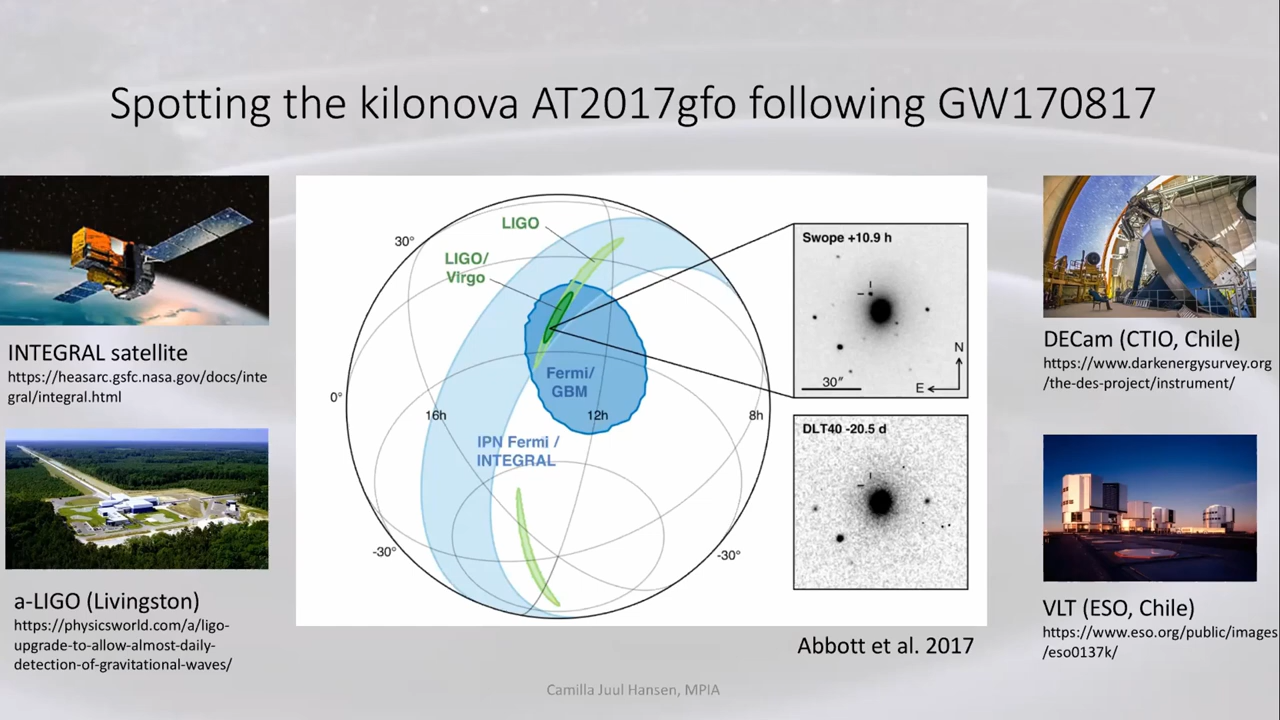 Spotting the kilonova AT2017gfo following GW170817
INTEGRAL satellite
https://heasarc.gsfc.nasa.gov/docs/inte
gral/integral.html
a-LIGO (Livingston)
https://physicsworld.com/a/ligo-
upgrade-to-allow-almost-daily-
detection-of-gravitational-waves/
30°
LIGO
LIGO/
Virgo
Fermi/
GBM
0°
16h
12h
8h
IPN Fermi /
INTEGRAL
-30°
-30°
Swope +10.9 h
N
30″
E
DLT40 -20.5 d
Abbott et al. 2017
DECam (CTIO, Chile)
https://www.darkenergysurvey.org
/the-des-project/instrument/
VLT (ESO, Chile)
https://www.eso.org/public/images
/eso0137k/
Camilla Juul Hansen, MPIA